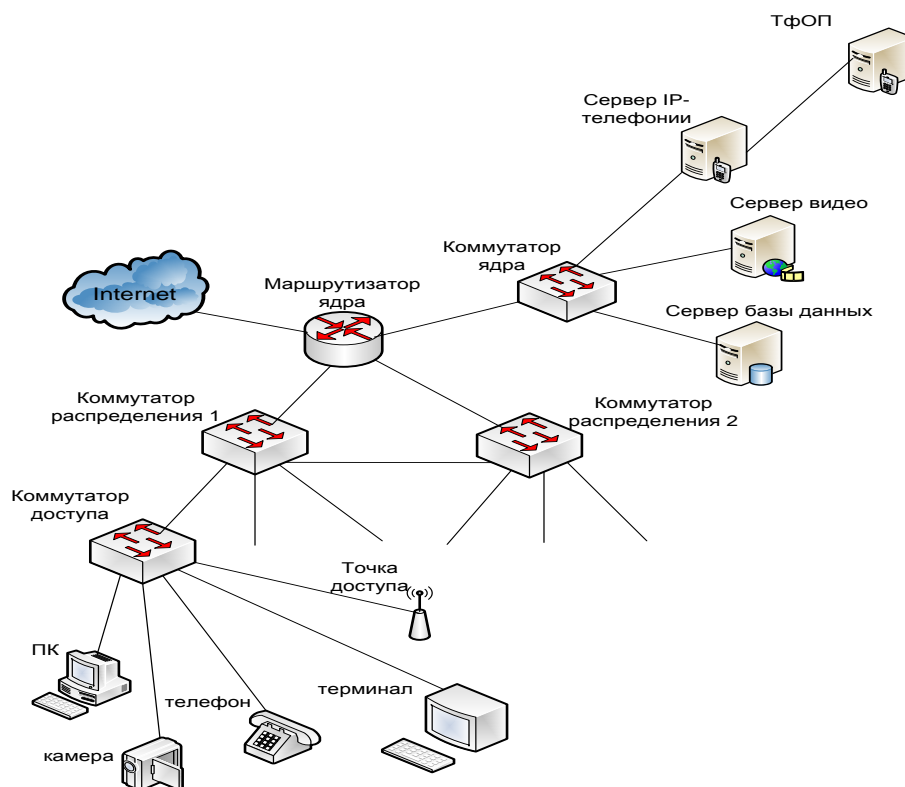 ТфОП
Сервер IP-
телефонии
Сервер видео
Коммутатор
ядра
Internet
Маршрутизатор
ядра
Сервер базы данных
Коммутатор
распределения 1
Коммутатор
распределения 2
Коммутатор
доступа
Точка
доступа
ПК
телефон
терминал
камера